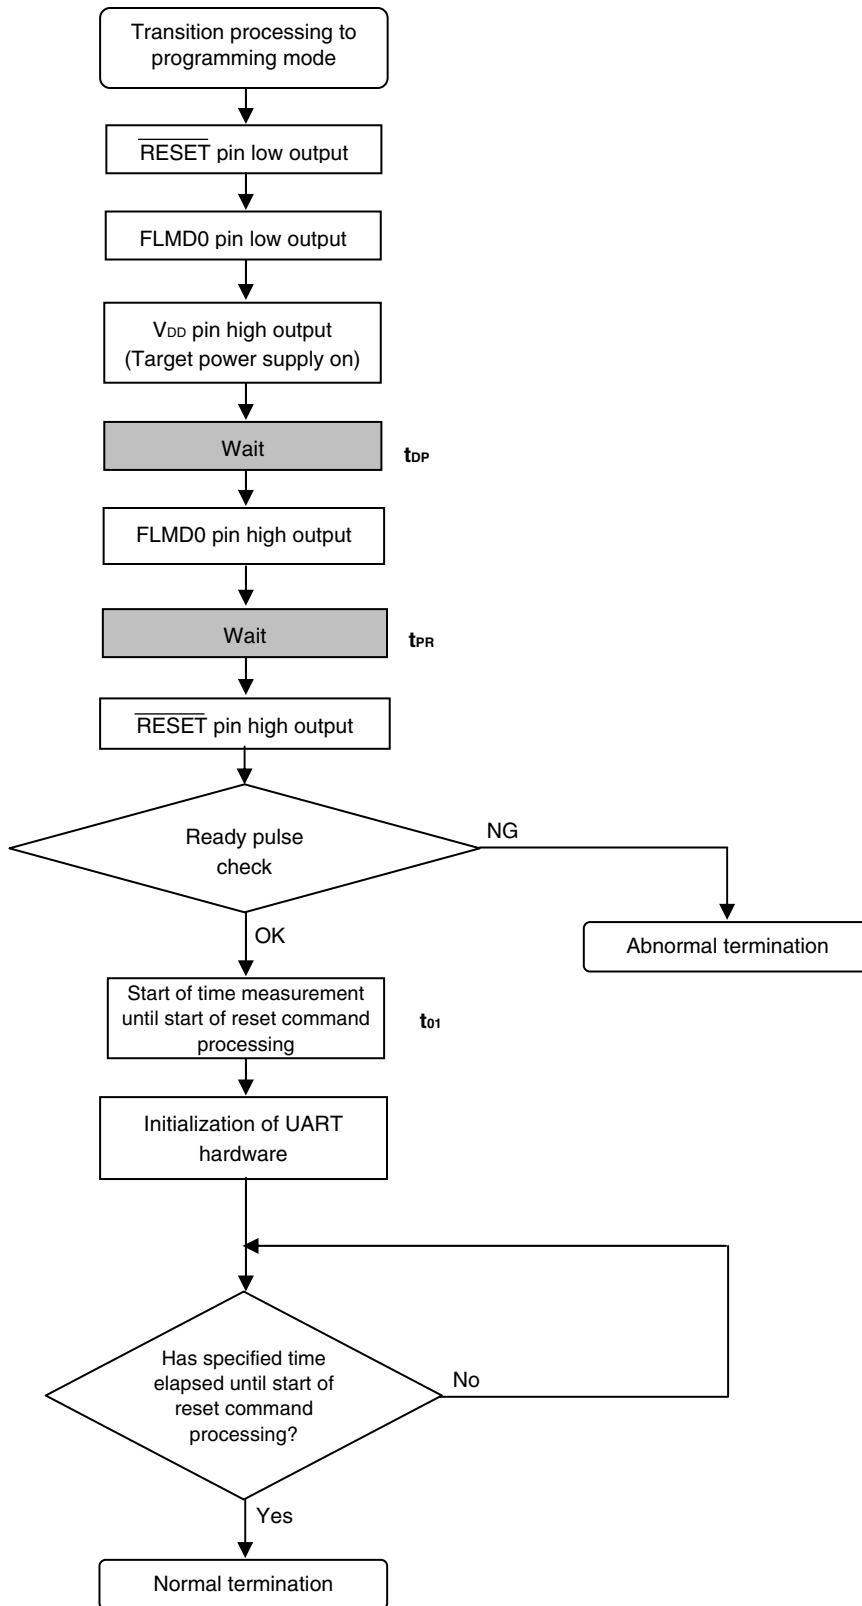 Transition processing to
programming mode
RESET pin low output
FLMD0 pin low output
VDD pin high output
(Target power supply on)
Wait
tDP
FLMD0 pin high output
Wait
tPR
RESET pin high output
Ready pulse
check
NG
Abnormal termination
OK
Start of time measurement
until start of reset command
processing
t01
Initialization of UART
hardware
Has specified time
elapsed until start of
reset command
processing?
No
Yes
Normal termination